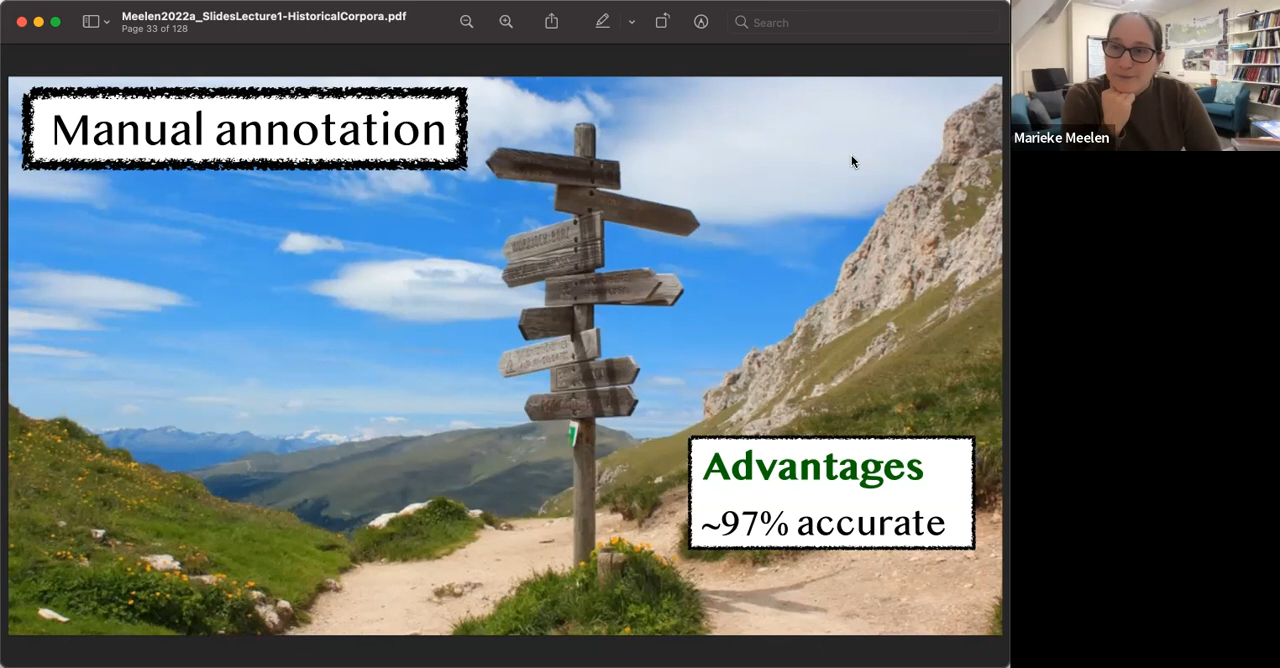 Meelen2022a_SlidesLecture1-HistoricalCorpora.pdf
Page 33 of 128
Search
Manual annotation
Advantages
~97% accurate
Marieke Meelen